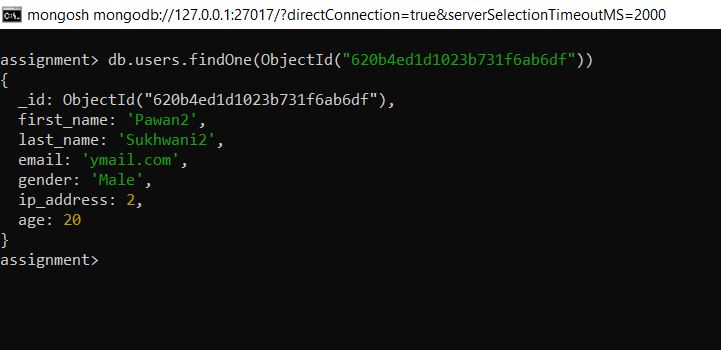 mongosh mongodb://127.0.0.1:27017/?directConnection=true&serverSelectionTimeoutMS=2000
assignment> db.users.findOne(ObjectId("620b4ed1d1023b731f6ab6df"))
{
  _id: ObjectId("620b4ed1d1023b731f6ab6df"),
  first_name: 'Pawan2',
  last_name: 'Sukhwani2',
  email: 'ymail.com',
  gender: 'Male',
  ip_address: 2,
  age: 20
}
assignment>